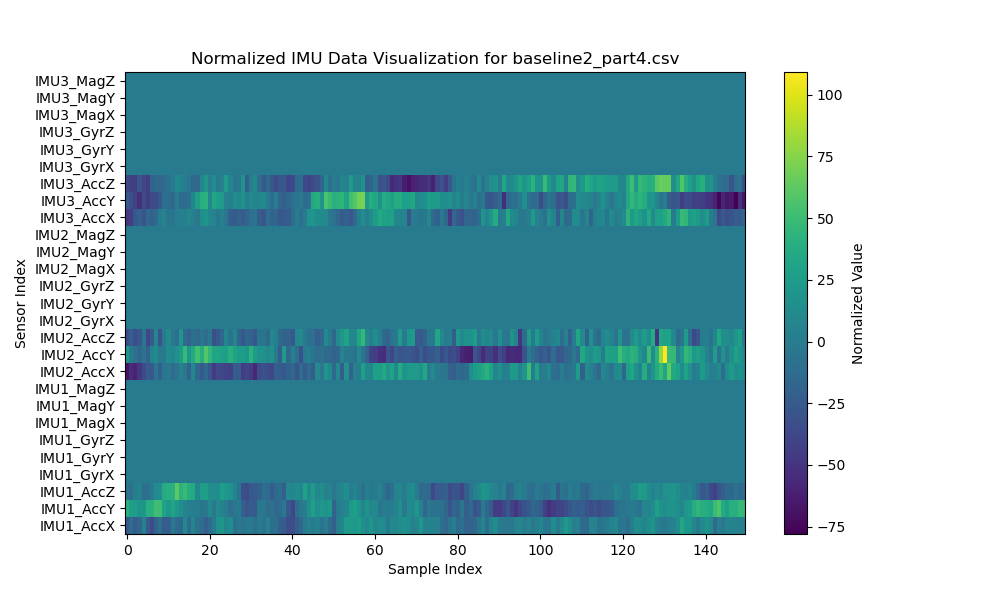 Normalized IMU Data Visualization for baseline2_part4.csv
IMU3_MagZ
IMU3_MagY
IMU3_MagX
IMU3_GyrZ
IMU3_GyrY
IMU3_GyrX
IMU3_AccZ
IMU3_AccY
IMU3_AccX
IMU2_MagZ
IMU2_MagY
IMU2_MagX
IMU2_GyrZ
IMU2_GyrY
IMU2_GyrX
IMU2_AccZ
IMU2_AccY
IMU2_AccX
IMU1_MagZ
IMU1_MagY
IMU1_MagX
IMU1_GyrZ
IMU1_GyrY
IMU1_GyrX
IMU1_AccZ
IMU1_AccY
IMU1_AccX
Sensor Index
0 20 40 60 80 100 120 140
Sample Index
100
75
50
25
0
−25
−50
−75
Normalized Value